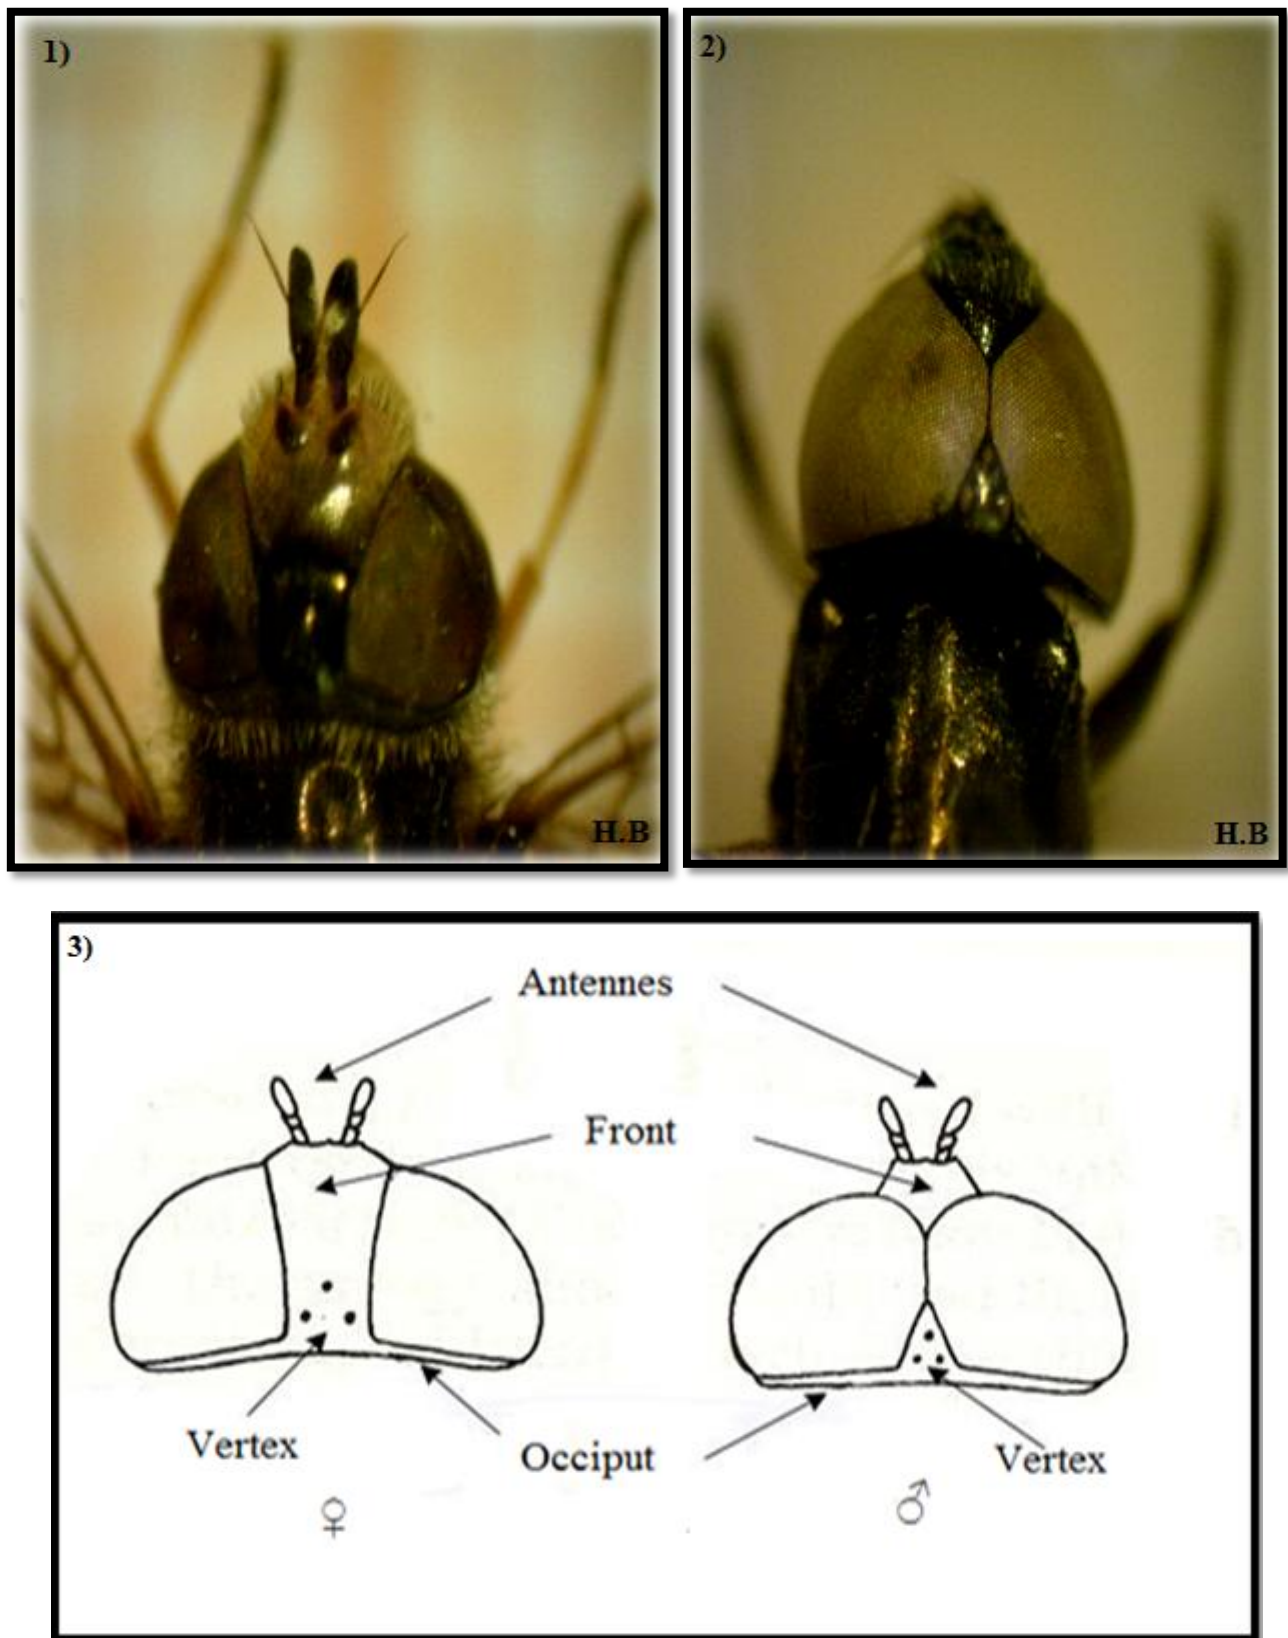 1)
H.B
2)
H.B
3)
Antennes
Front
Vertex
Occiput
Vertex
♀
♂